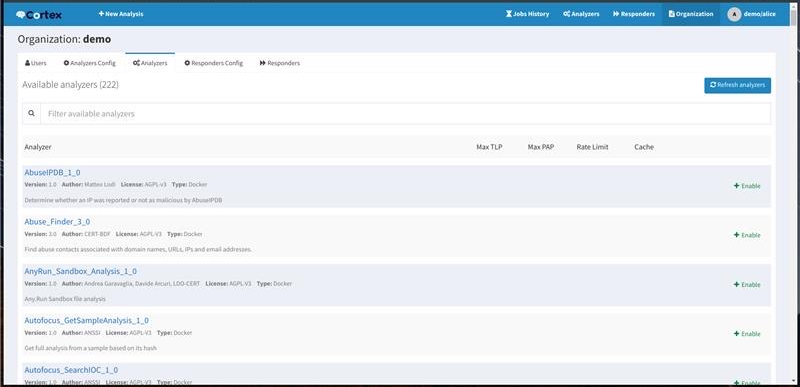 Cortex + New Analysis Jobs History Analyzers Responders Organization A demo/alice
Organization: demo
Users Analyzers Config Analyzers Responders Config Responders
Available analyzers (222) Refresh analyzers
Filter available analyzers
Analyzer Max TLP Max PAP Rate Limit Cache
AbuseIPDB_1_0
Version: 1.0 Author: Matteo Lodi License: AGPL-v3 Type: Docker
+ Enable
Determine whether an IP was reported or not as malicious by AbuseIPDB
Abuse_Finder_3_0
Version: 3.0 Author: CERT-BDF License: AGPL-V3 Type: Docker
+ Enable
Find abuse contacts associated with domain names, URLs, IPs and email addresses.
AnyRun_Sandbox_Analysis_1_0
Version: 1.0 Author: Andrea Garavaglia, Davide Arcuri, LDO-CERT License: AGPL-V3 Type: Docker
+ Enable
Any.Run Sandbox file analysis
Autofocus_GetSampleAnalysis_1_0
Version: 1.0 Author: ANSSI License: AGPL-V3 Type: Docker
+ Enable
Get full analysis from a sample based on its hash
Autofocus_SearchIOC_1_0
Version: 1.0 Author: ANSSI License: AGPL-V3 Type: Docker
+ Enable